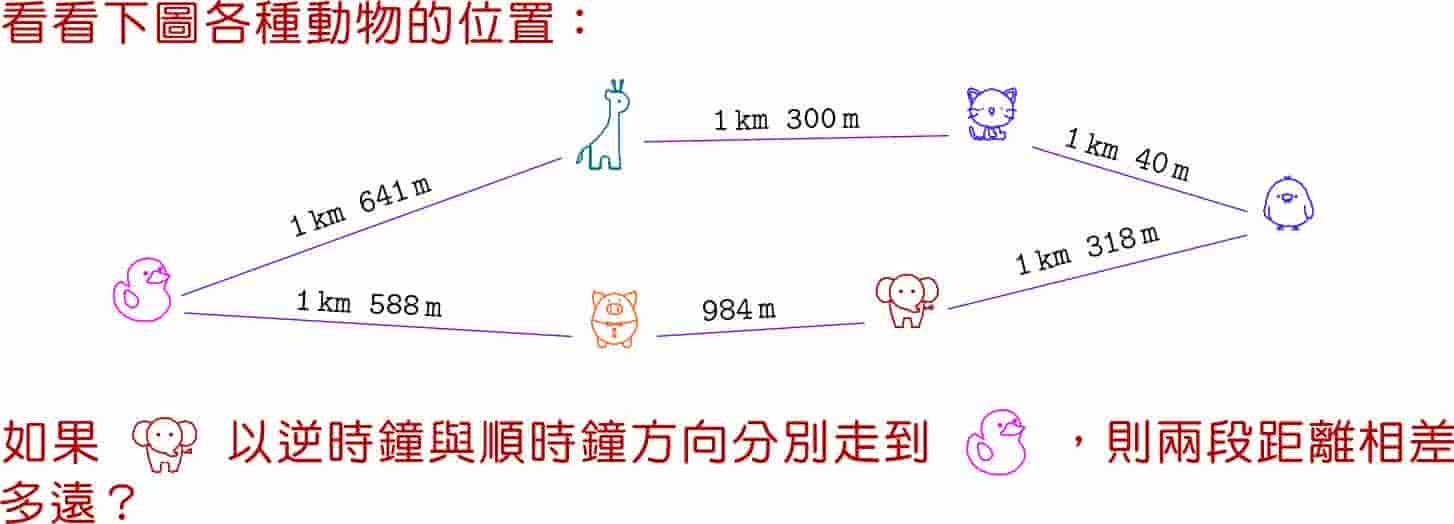 看看下圖各種動物的位置：
1 km 300 m
1 km 40 m
1 km 641 m
1 km 318 m
1 km 588 m
984 m
如果 以逆時鐘與順時鐘方向分別走到 ，則兩段距離相差
多遠？